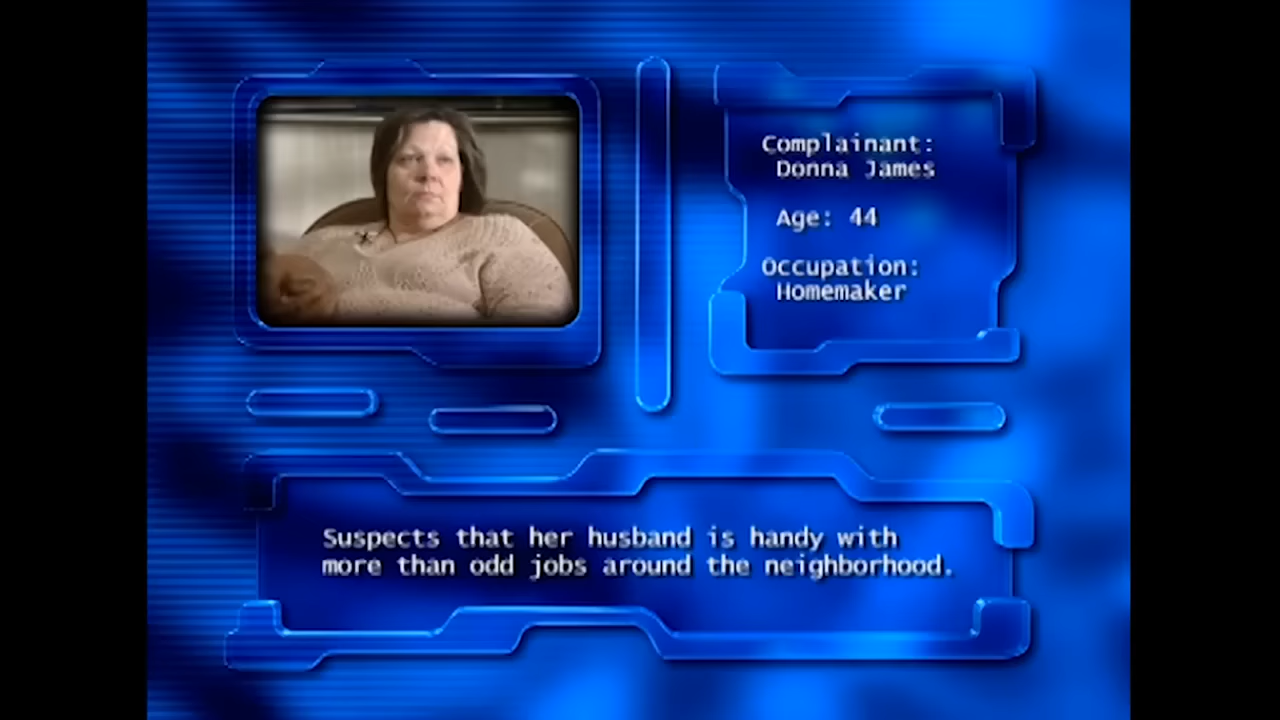 Complainant:
Donna James
Age: 44
Occupation:
Homemaker
Suspects that her husband is handy with
more than odd jobs around the neighborhood.